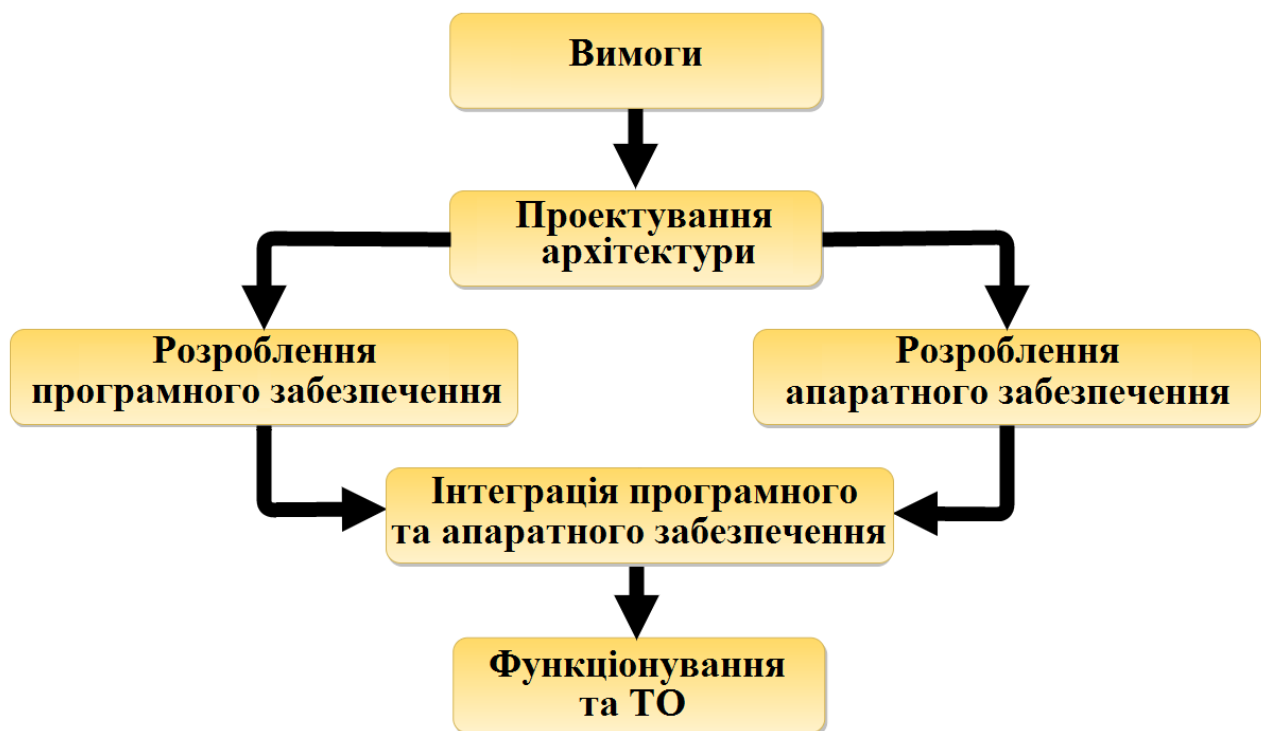 Вимоги
Проектування
архітектури
Розроблення
програмного забезпечення
Розроблення
апаратного забезпечення
Інтеграція програмного
та апаратного забезпечення
Функціонування
та ТО